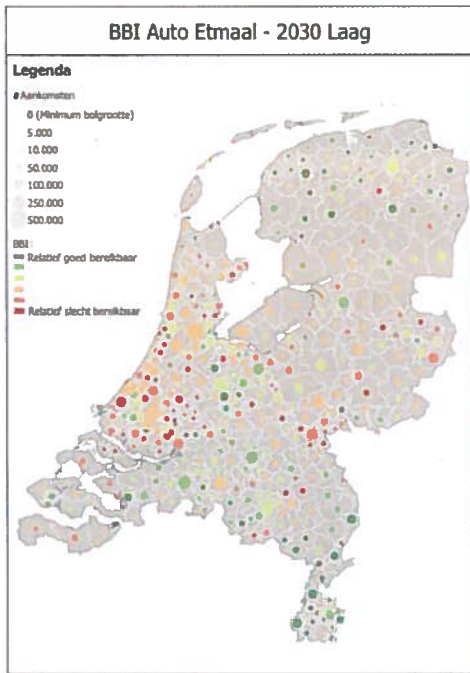 BBI Auto Etmaal - 2030 Laag
Legenda
Aankomsten
0 (Minimum bolgrootte)
5.000
10.000
50.000
100.000
250.000
500.000
BBI:
Relatief goed bereikbaar
Relatief slecht bereikbaar